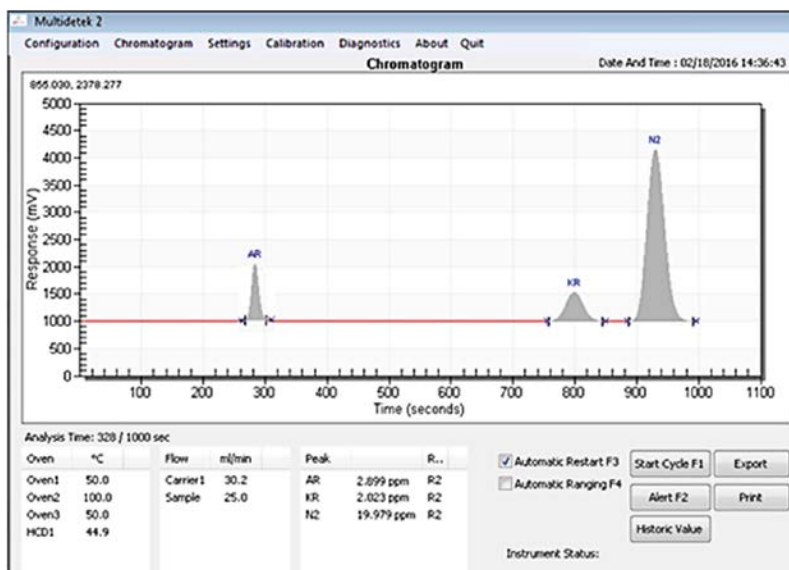 Multidetek 2
Configuration Chromatogram Settings Calibration Diagnostics About Quit
Chromatogram
Date And Time : 02/18/2016 14:36:43
855.030, 2378.277
5000
4500
4000
3500
3000
2500
2000
1500
1000
500
0
Response (mV)
AR
KR
N2
100 200 300 400 500 600 700 800 900 1000 1100
Time (seconds)
Analysis Time: 328 / 1000 sec
Oven °C
Oven1 50.0
Oven2 100.0
Oven3 50.0
HCD1 44.9
Flow ml/min
Carrier1 30.2
Sample 25.0
Peak R..
AR 2.899 ppm R2
KR 2.023 ppm R2
N2 19.979 ppm R2
Automatic Restart F3
Automatic Ranging F4
Start Cycle F1 Export
Alert F2 Print
Historic Value
Instrument Status: